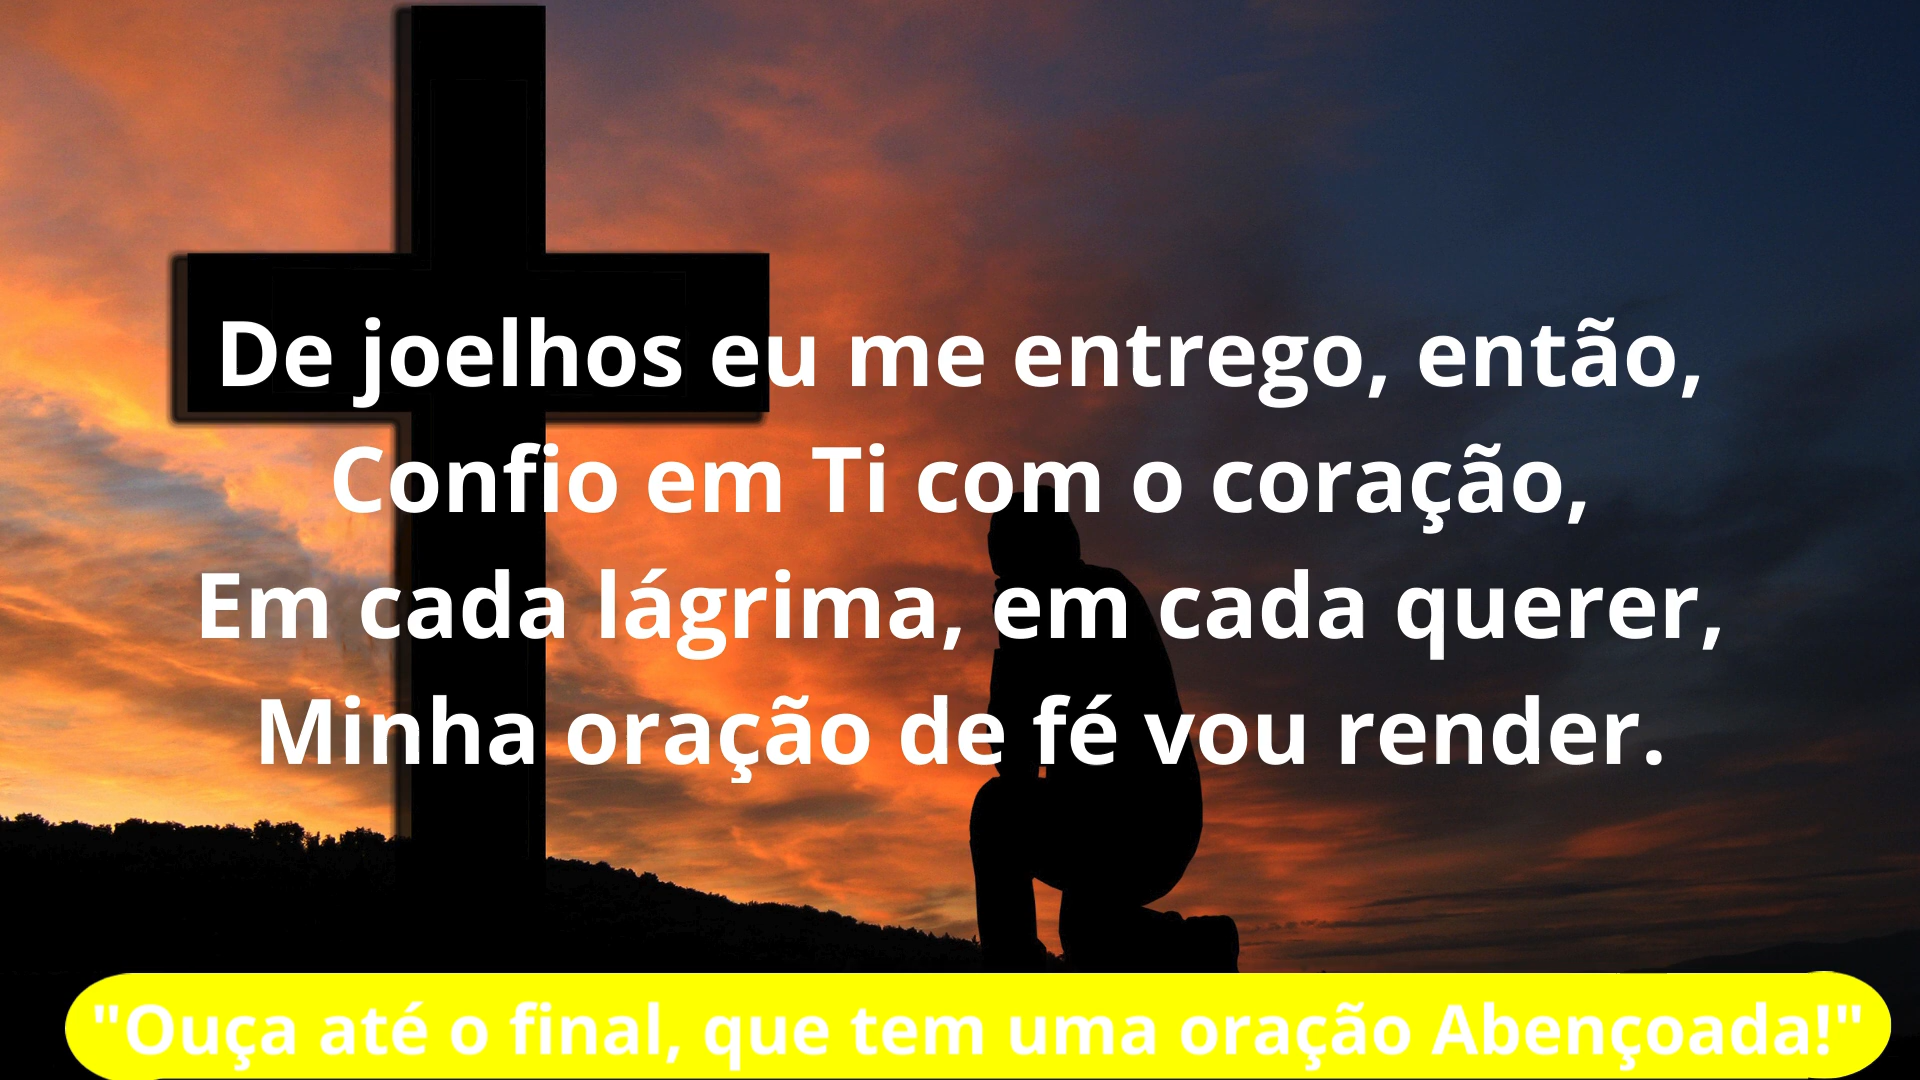 De joelhos eu me entrego, então,
Confio em Ti com o coração,
Em cada lágrima, em cada querer,
Minha oração de fé vou render.
"Ouça até o final, que tem uma oração Abençoada!"